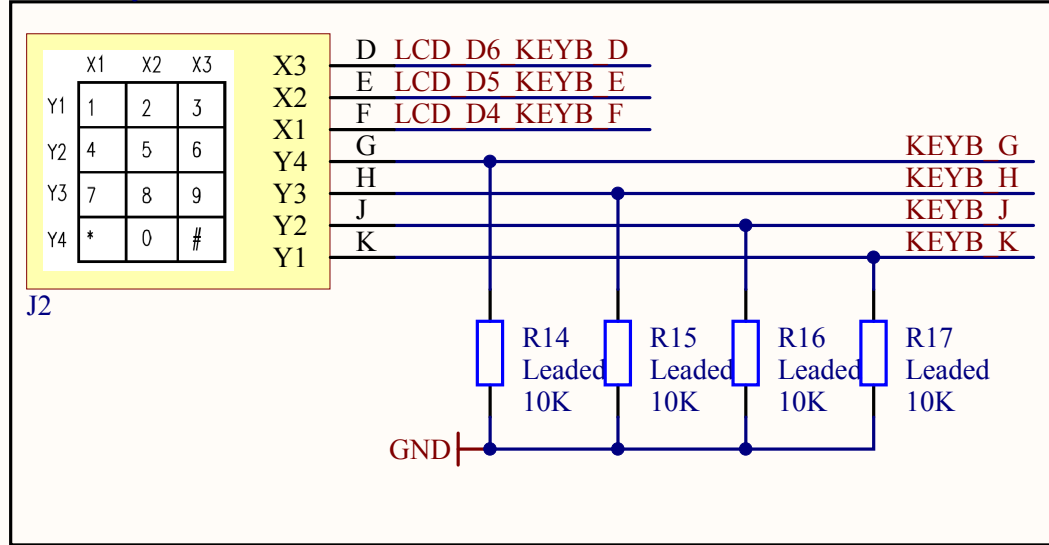 X1 X2 X3
Y1 1 2 3
Y2 4 5 6
Y3 7 8 9
Y4 * 0 #
X3 D LCD_D6_KEYB_D
X2 E LCD_D5_KEYB_E
X1 F LCD_D4_KEYB_F
Y4 G KEYB_G
Y3 H KEYB_H
Y2 J KEYB_J
Y1 K KEYB_K
J2
R14 R15 R16 R17
Leaded Leaded Leaded Leaded
10K 10K 10K 10K
GND